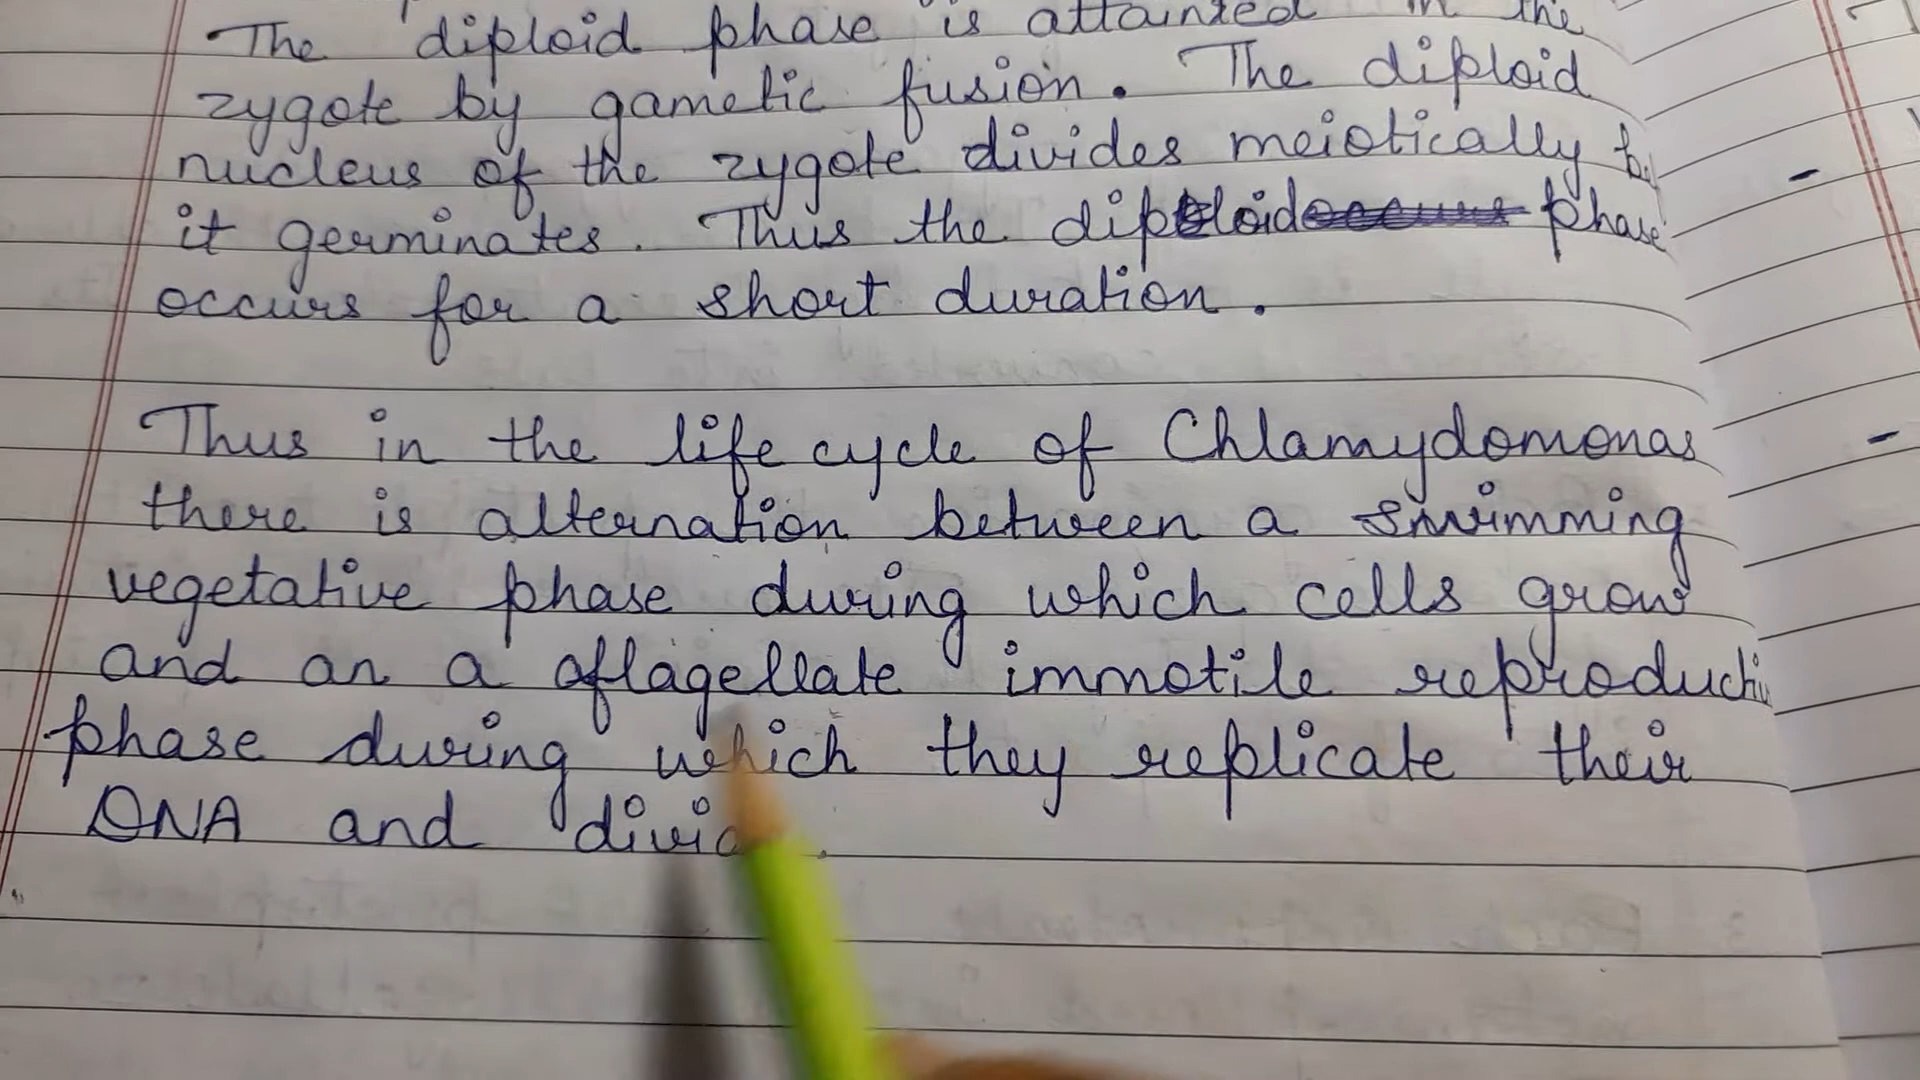 The diploid phase is attained in the
zygote by gametic fusion. The diploid
nucleus of the zygote divides meiotically
it germinates. Thus the diploid phase
occurs for a short duration.
Thus in the life cycle of Chlamydomonas
there is alternation between a swimming
vegetative phase during which cells grow
and an a aflagellate immotile
phase during which they replicate their
DNA and